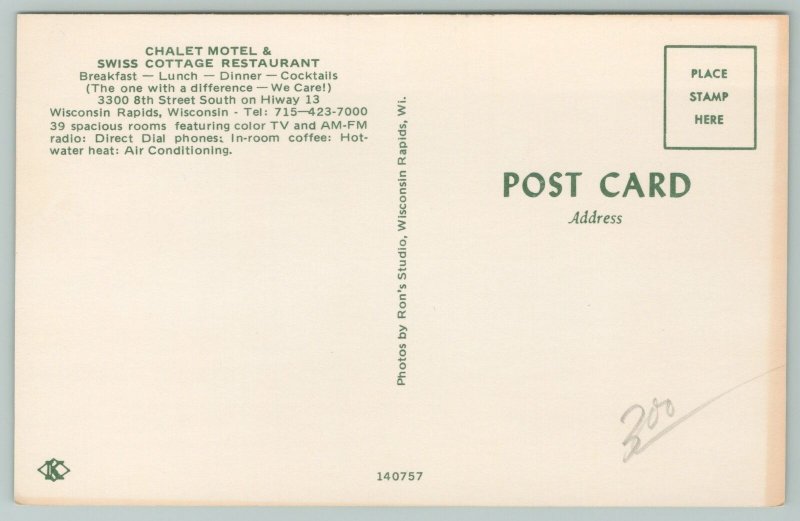 CHALET MOTEL &
SWISS COTTAGE RESTAURANT
Breakfast — Lunch — Dinner — Cocktails
(The one with a difference — We Care!)
3300 8th Street South on Hiway 13
Wisconsin Rapids, Wisconsin - Tel: 715—423-7000
39 spacious rooms featuring color TV and AM-FM
radio: Direct Dial phones: In-room coffee: Hot-
water heat: Air Conditioning.
Photos by Ron's Studio, Wisconsin Rapids, Wi.
PLACE
STAMP
HERE
POST CARD
Address
300
K
140757